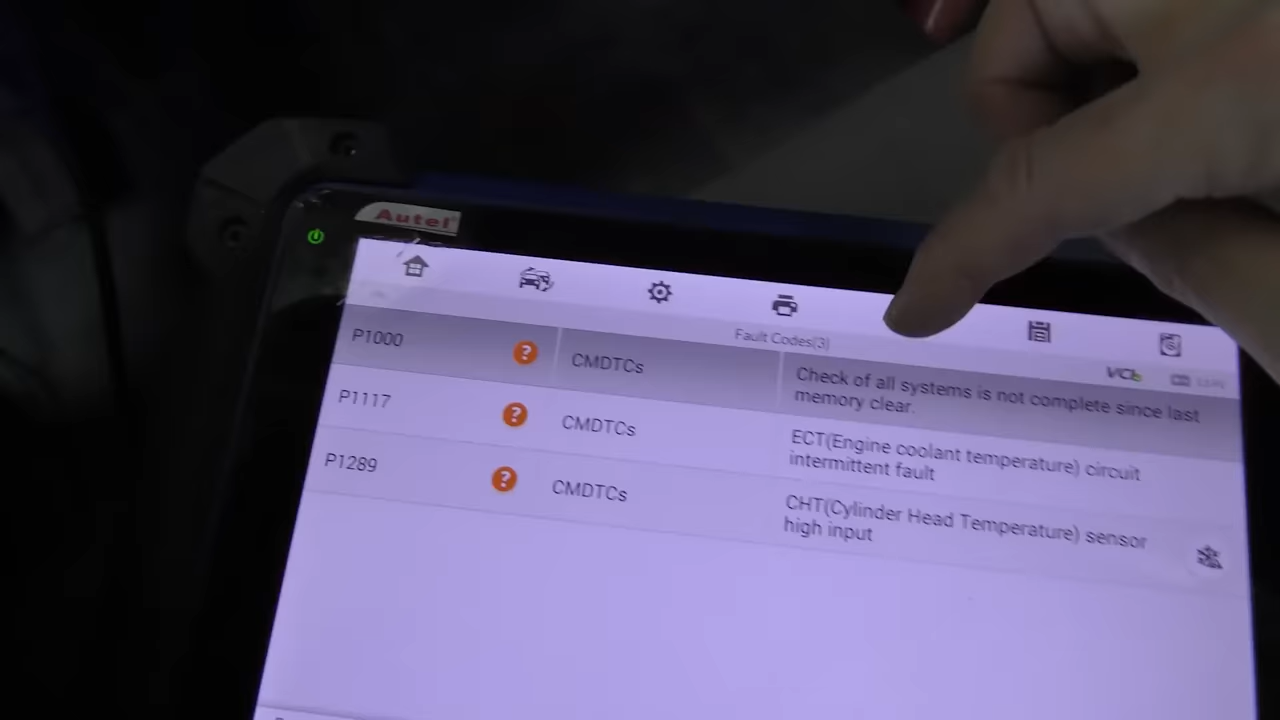 Autel
Fault Codes(3)
VCI
P1000
?
CMDTCs
Check of all systems is not complete since last
memory clear.
P1117
?
CMDTCs
ECT(Engine coolant temperature) circuit
intermittent fault
P1289
?
CMDTCs
CHT(Cylinder Head Temperature) sensor
high input